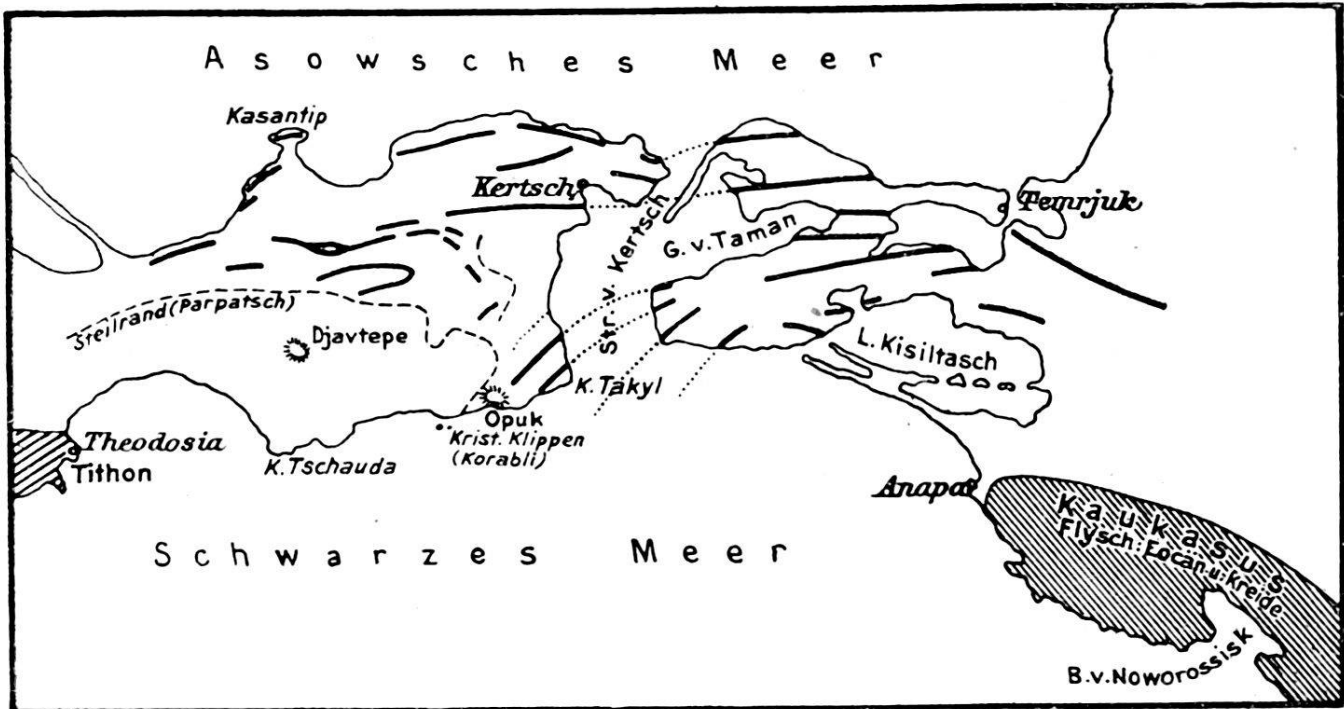 Asowsches Meer
Kasantip
Kertsch
Temrjuk
Str. v. Kertsch
G. v. Taman
Steilrand (Parpatsch)
Djavtepe
L. Kisiltasch
K. Takyl
Opuk
Krist. Klippen
(Korabli)
Theodosia
Tithon
K. Tschauda
Anapa
Schwarzes Meer
Kaukasus
Flysch: Eocän u. Kreide
B. v. Noworossisk